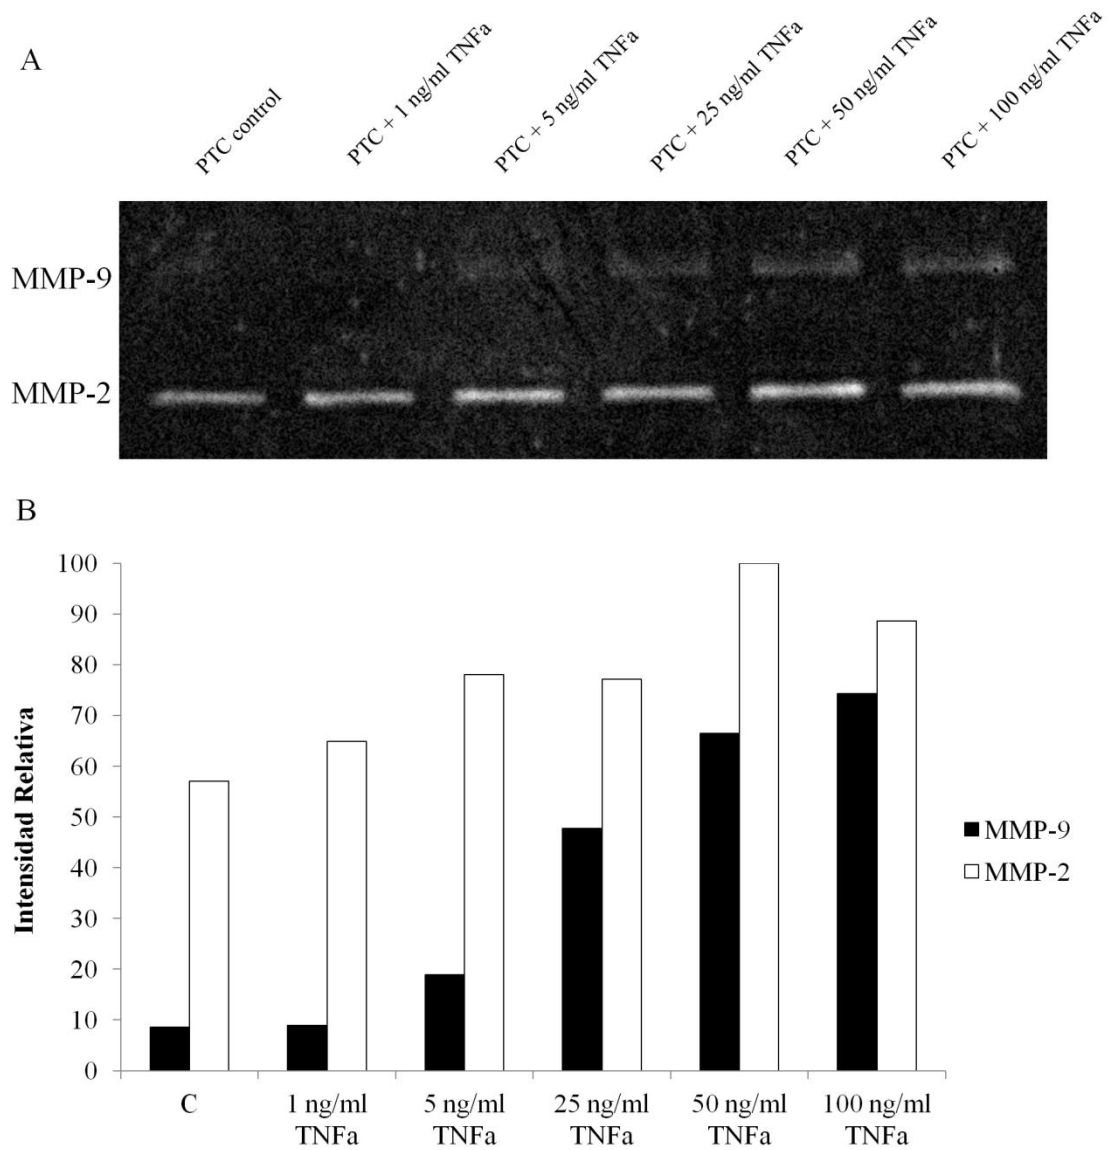 A
PTC control
PTC + 1 ng/ml TNFa
PTC + 5 ng/ml TNFa
PTC + 25 ng/ml TNFa
PTC + 50 ng/ml TNFa
PTC + 100 ng/ml TNFa
MMP-9
MMP-2
B
Intensidad Relativa
100
90
80
70
60
50
40
30
20
10
0
C
1 ng/ml
TNFa
5 ng/ml
TNFa
25 ng/ml
TNFa
50 ng/ml
TNFa
100 ng/ml
TNFa
MMP-9
MMP-2